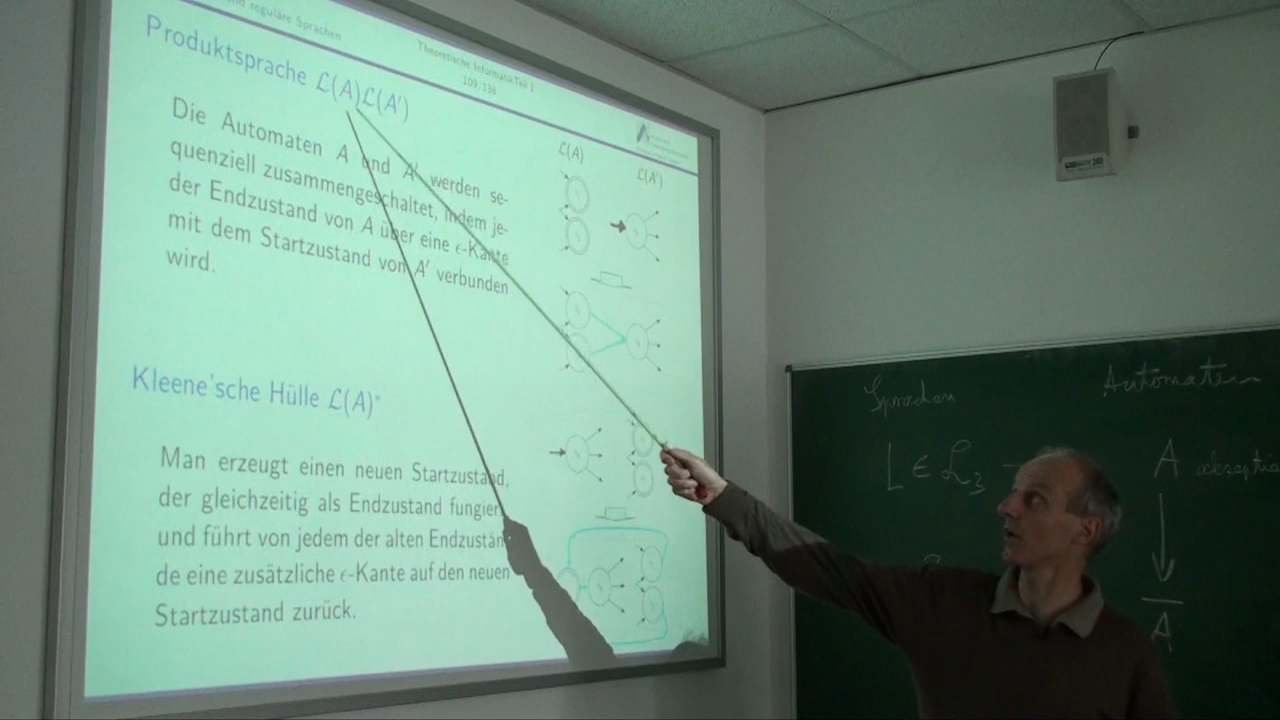 und reguläre Sprachen
Theoretische Informatik Teil 1
109/136
Produktsprache ℒ(A)ℒ(A′)
Die Automaten A und A′ werden se-
quenziell zusammengeschaltet, indem je-
der Endzustand von A über eine ϵ-Kante
mit dem Startzustand von A′ verbunden
wird.
ℒ(A)
ℒ(A′)
Kleene'sche Hülle ℒ(A)*
Man erzeugt einen neuen Startzustand,
der gleichzeitig als Endzustand fungiert
und führt von jedem der alten Endzustän
de eine zusätzliche ϵ-Kante auf den neuen
Startzustand zurück.
Sprachen
Automaten
L ∈ ℒ₃
A
A̅